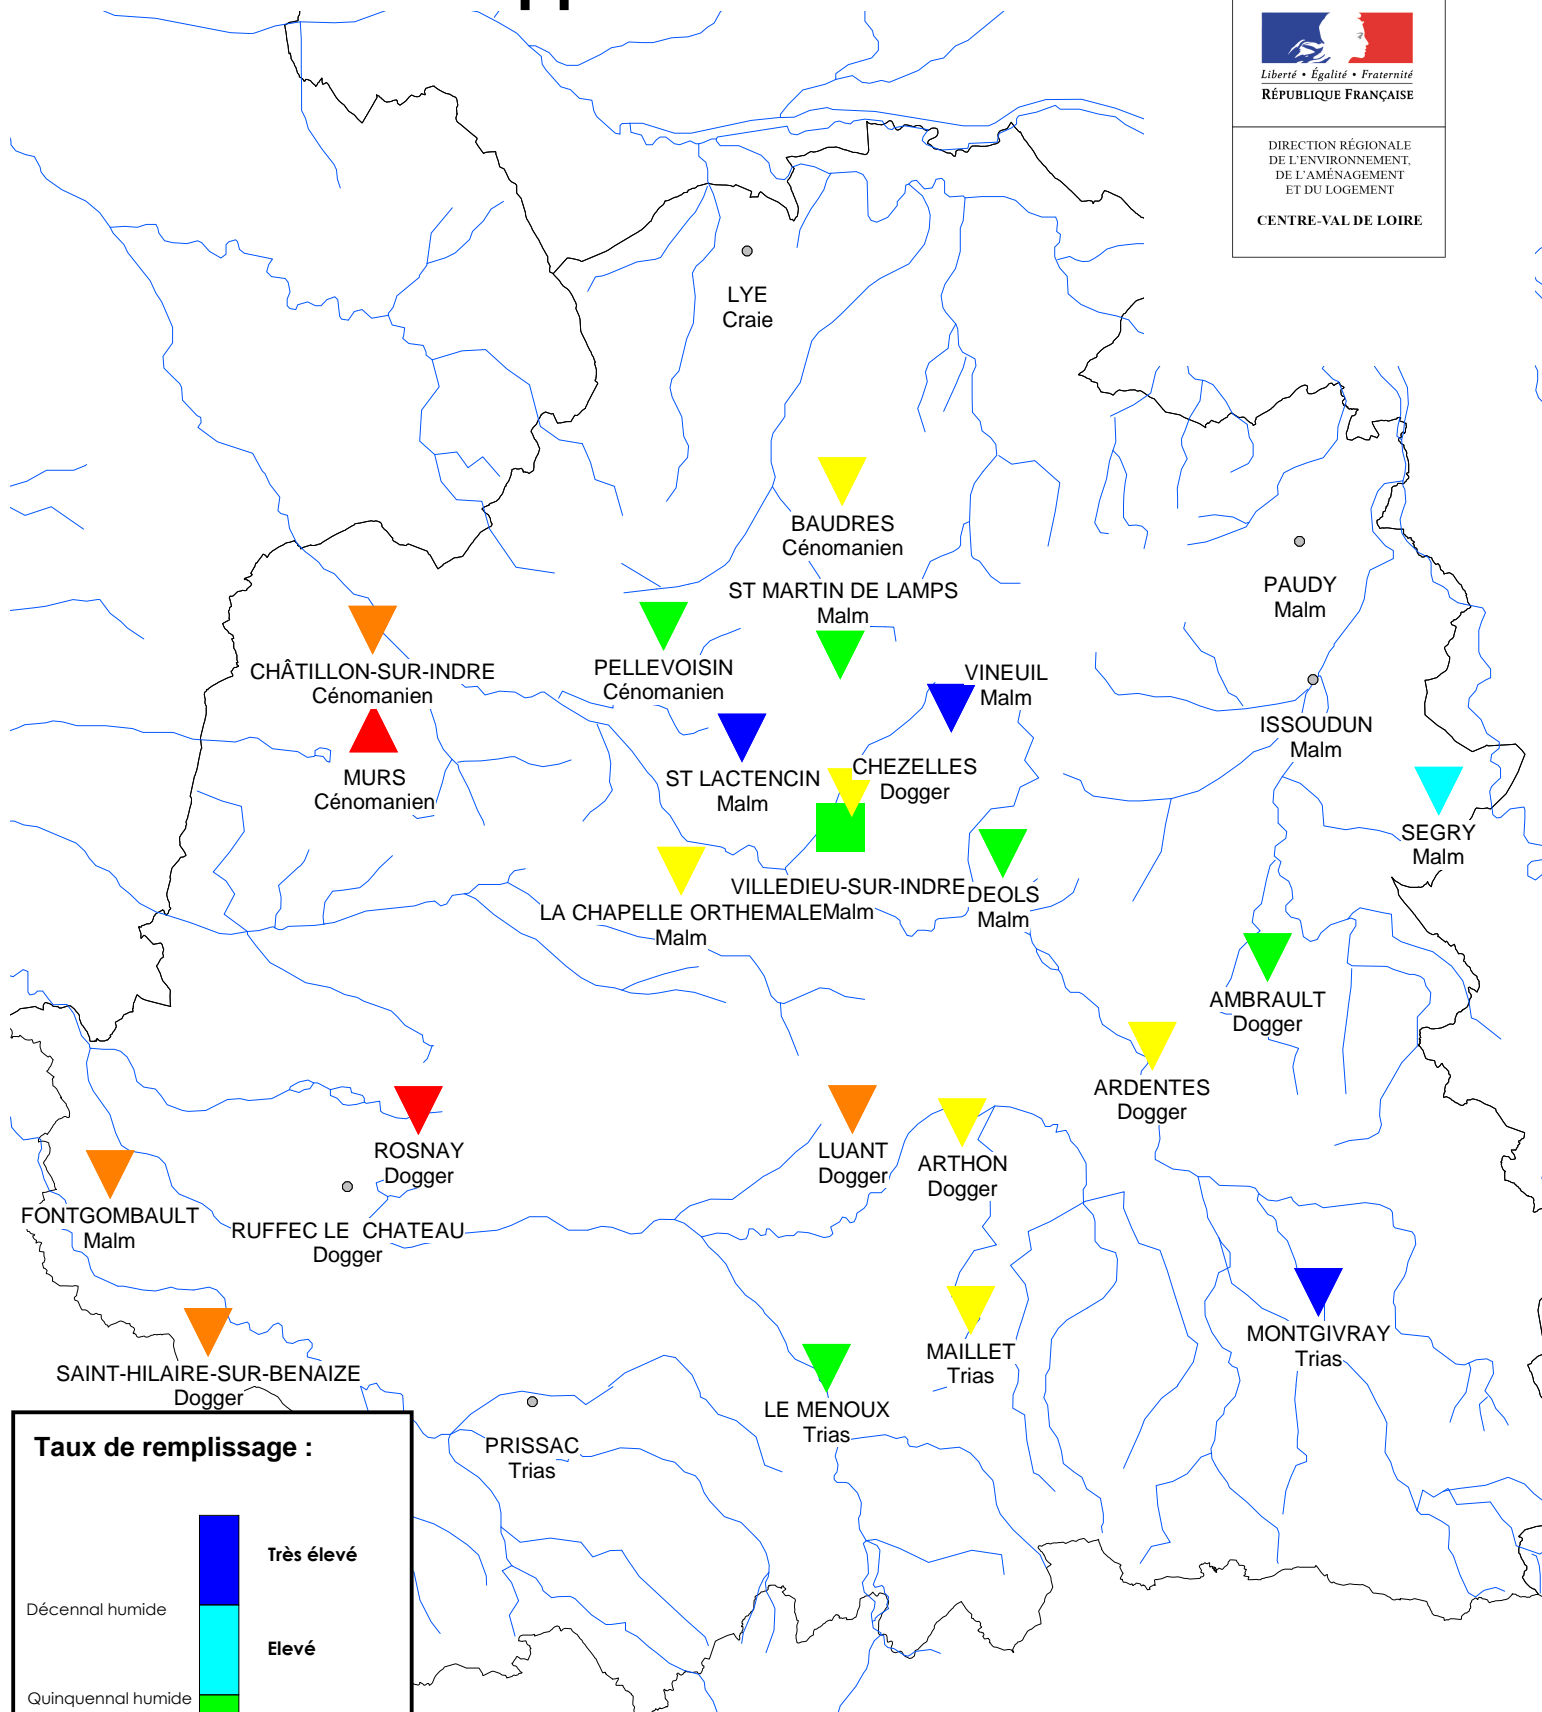 Liberté • Égalité • Fraternité
RÉPUBLIQUE FRANÇAISE
DIRECTION RÉGIONALE
DE L'ENVIRONNEMENT,
DE L'AMÉNAGEMENT
ET DU LOGEMENT
CENTRE-VAL DE LOIRE
LYE
Craie
BAUDRES
Cénomanien
PAUDY
Malm
ST MARTIN DE LAMPS
Malm
CHÂTILLON-SUR-INDRE
Cénomanien
PELLEVOISIN
Cénomanien
VINEUIL
Malm
ISSOUDUN
Malm
MURS
Cénomanien
ST LACTENCIN
Malm
CHEZELLES
Dogger
SEGRY
Malm
VILLEDIEU-SUR-INDRE
Malm
DEOLS
Malm
LA CHAPELLE ORTHEMALE
Malm
AMBRAULT
Dogger
ARDENTES
Dogger
ROSNAY
Dogger
LUANT
Dogger
ARTHON
Dogger
FONTGOMBAULT
Malm
RUFFEC LE  CHATEAU
Dogger
MONTGIVRAY
Trias
MAILLET
Trias
SAINT-HILAIRE-SUR-BENAIZE
Dogger
LE MENOUX
Trias
PRISSAC
Trias
Taux de remplissage :
Très élevé
Décennal humide
Elevé
Quinquennal humide